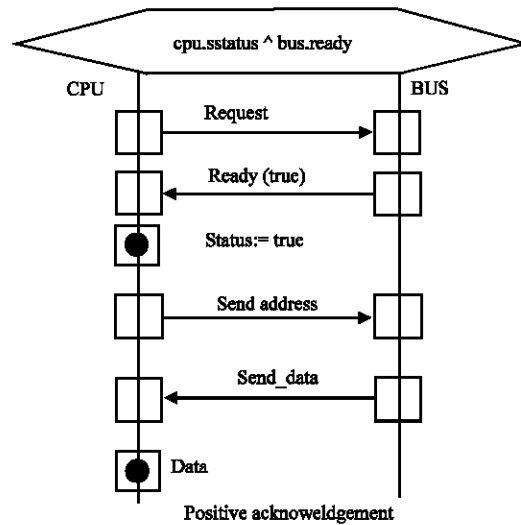 cpu.sstatus ^ bus.ready
CPU
BUS
Request
Ready (true)
Status:= true
Send address
Send_data
Data
Positive acknoweldgement